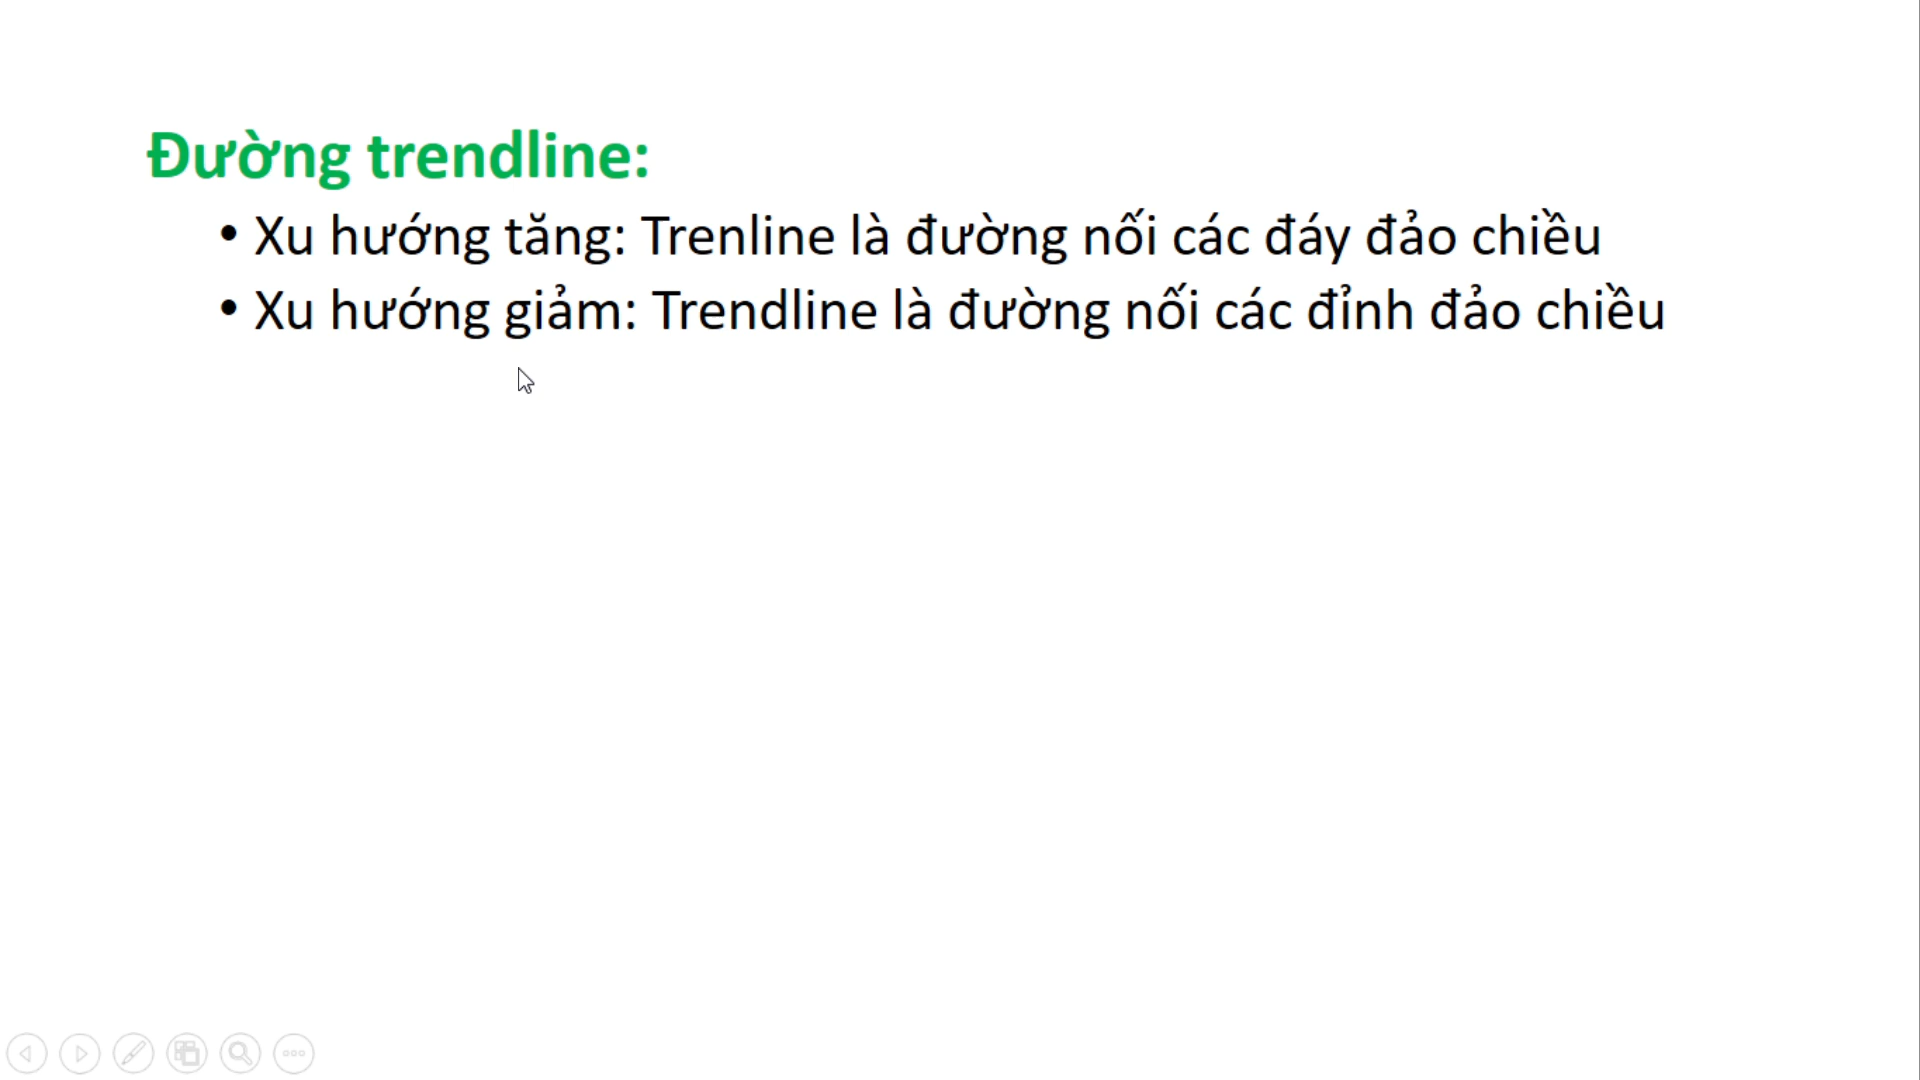 Đường trendline:
• Xu hướng tăng: Trenline là đường nối các đáy đảo chiều
• Xu hướng giảm: Trendline là đường nối các đỉnh đảo chiều